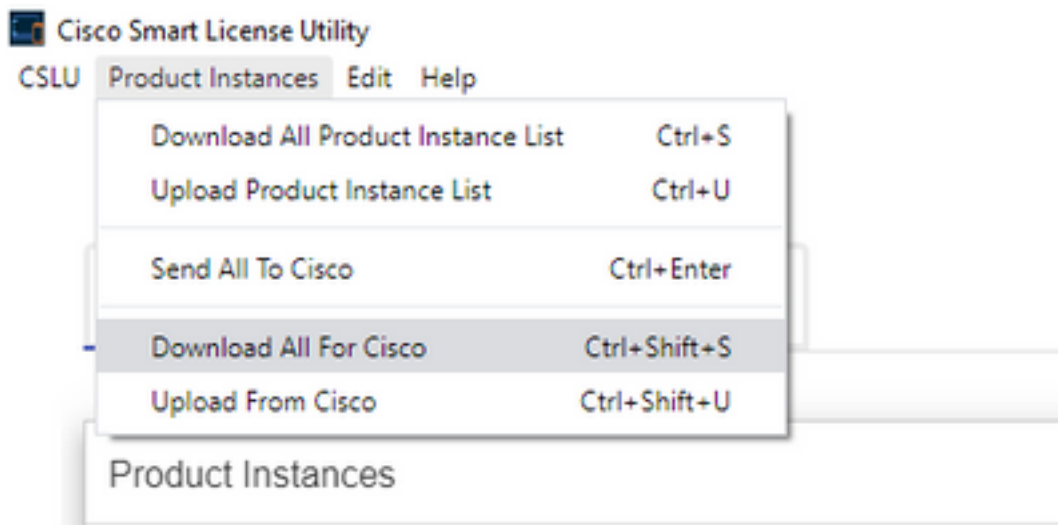 Cisco Smart License Utility
CSLU Product Instances Edit Help
Download All Product Instance List Ctrl+S
Upload Product Instance List Ctrl+U
Send All To Cisco Ctrl+Enter
Download All For Cisco Ctrl+Shift+S
Upload From Cisco Ctrl+Shift+U
Product Instances